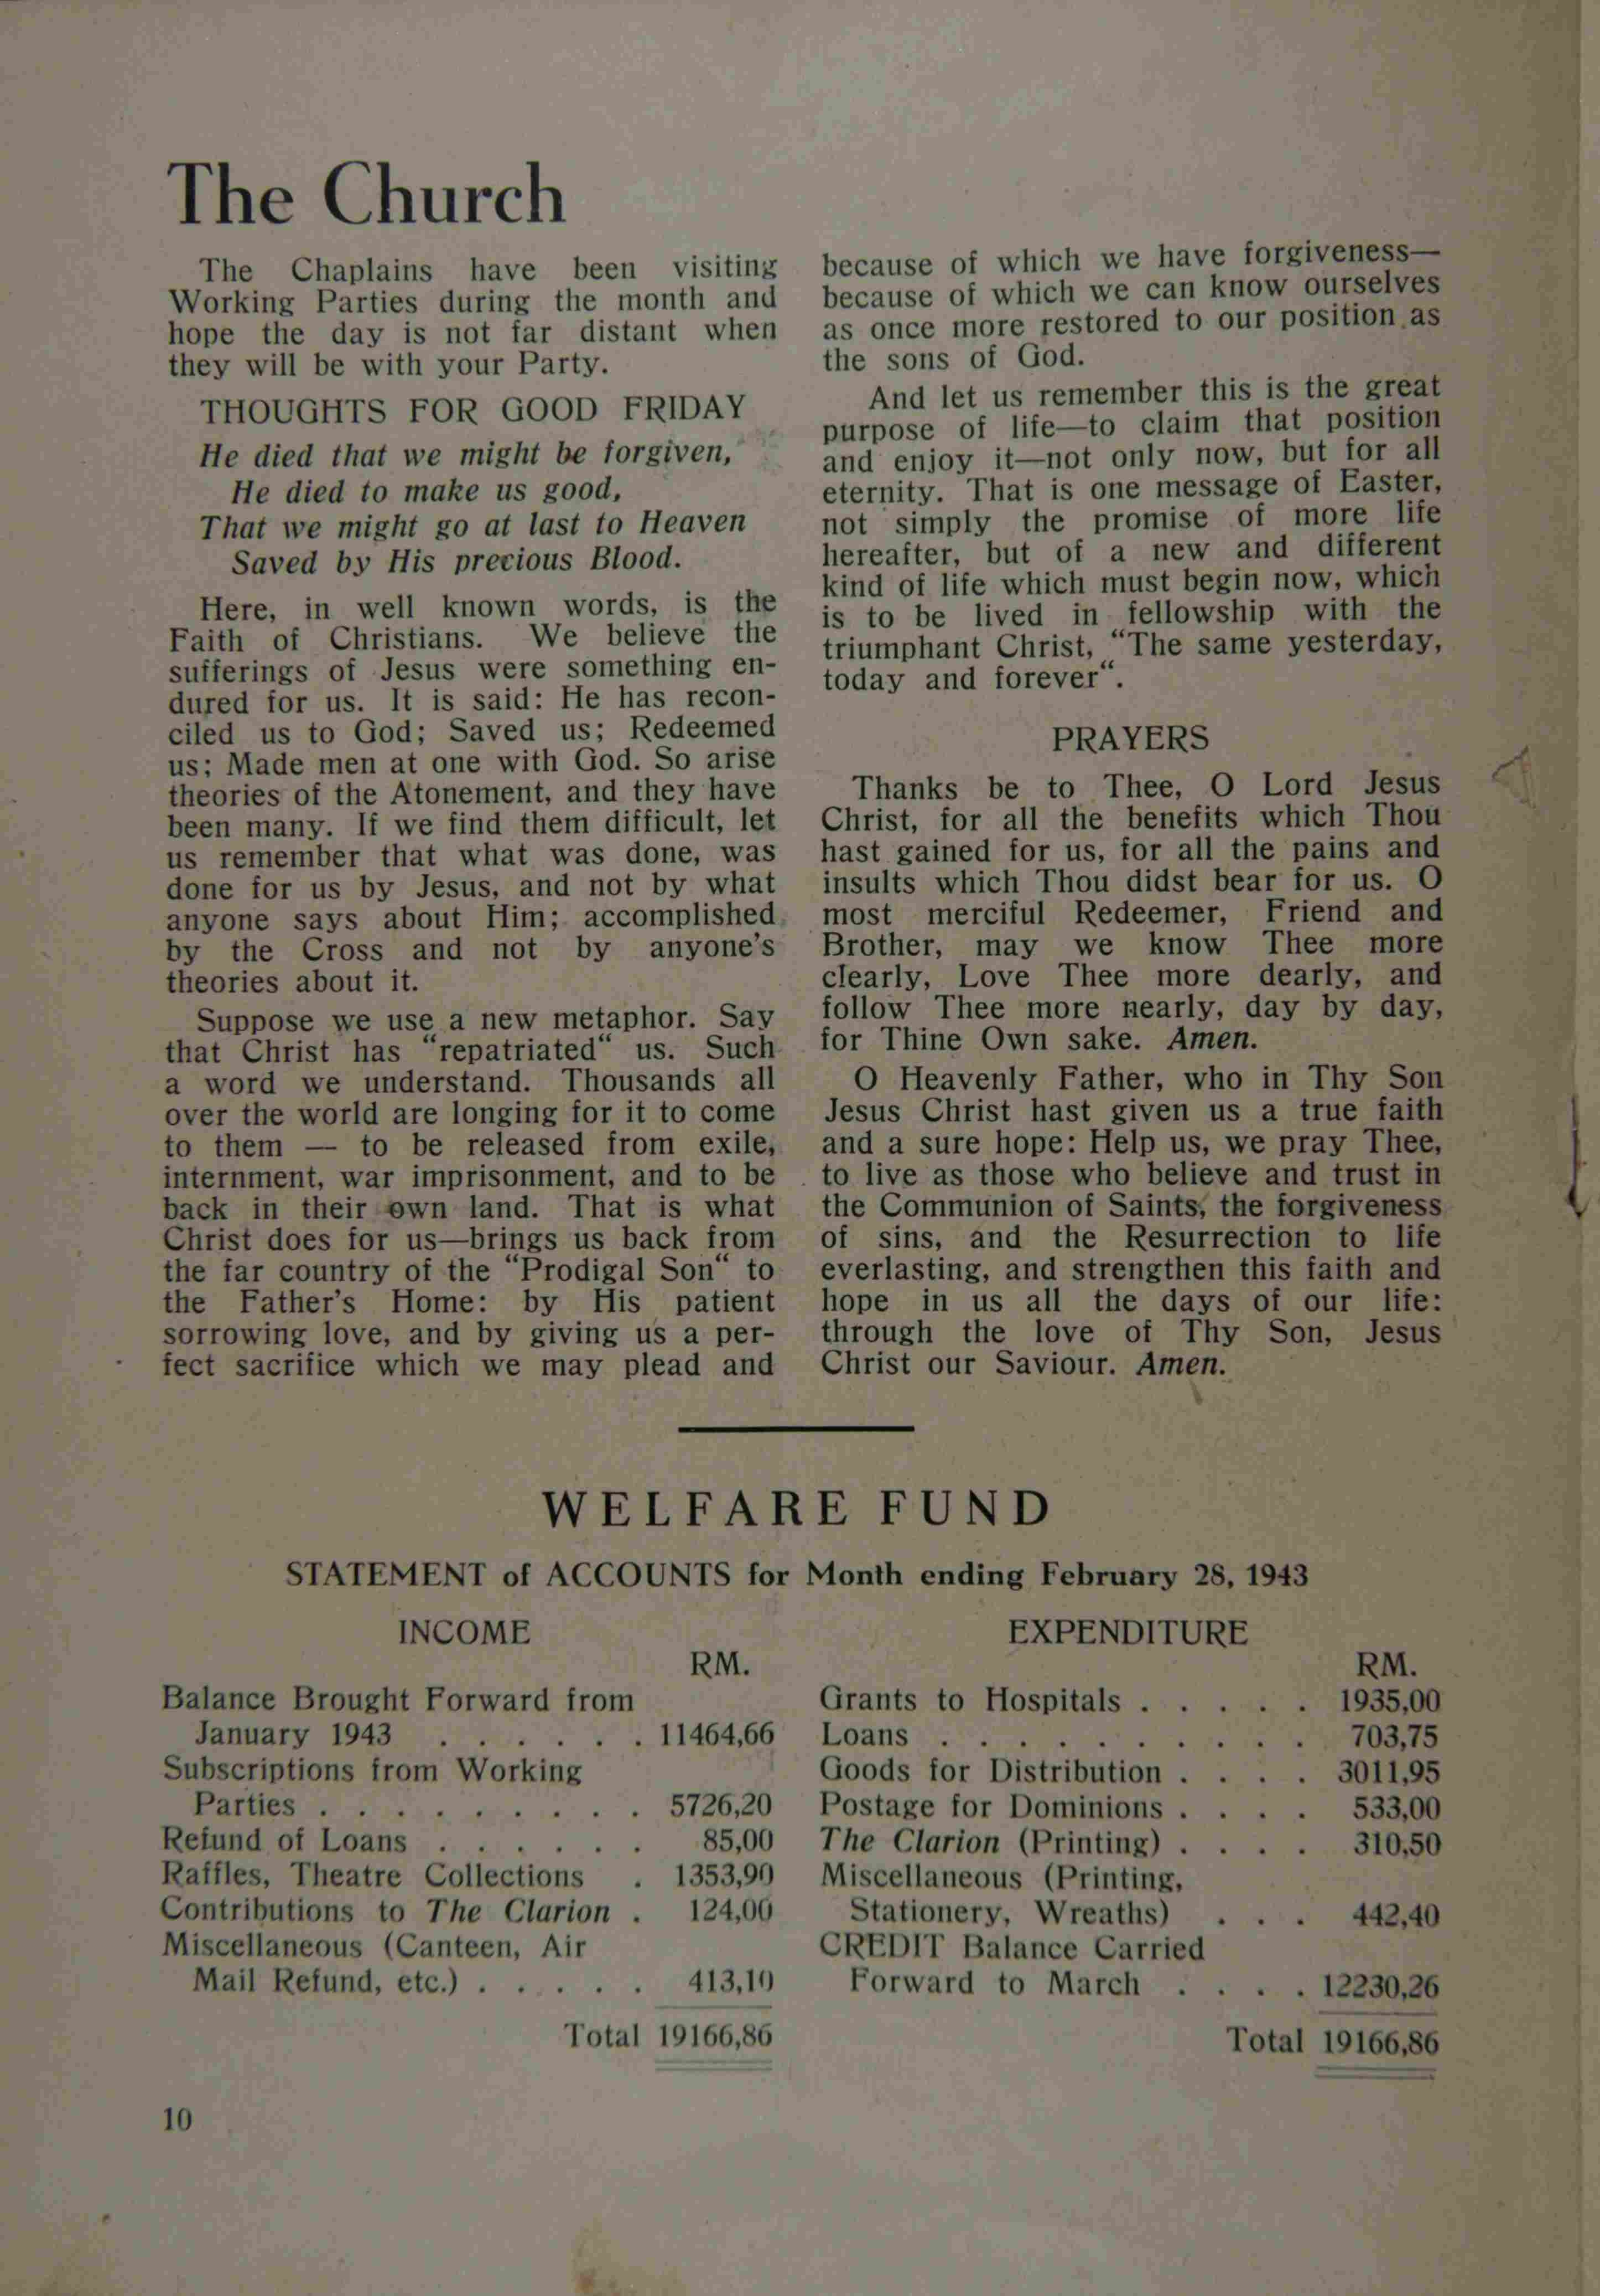 The Church
The Chaplains have been visiting
Working Parties during the month and
hope the day is not far distant when
they will be with your Party.
THOUGHTS FOR GOOD FRIDAY
He died that we might be forgiven,
He died to make us good,
That we might go at last to Heaven
Saved by His precious Blood.
Here, in well known words, is the
Faith of Christians. We believe the
sufferings of Jesus were something en-
dured for us. It is said: He has recon-
ciled us to God; Saved us; Redeemed
us; Made men at one with God. So arise
theories of the Atonement, and they have
been many. If we find them difficult, let
us remember that what was done, was
done for us by Jesus, and not by what
anyone says about Him; accomplished
by the Cross and not by anyone's
theories about it.
Suppose we use a new metaphor. Say
that Christ has “repatriated“ us. Such
a word we understand. Thousands all
over the world are longing for it to come
to them — to be released from exile,
internment, war imprisonment, and to be
back in their own land. That is what
Christ does for us—brings us back from
the far country of the “Prodigal Son“ to
the Father's Home: by His patient
sorrowing love, and by giving us a per-
fect sacrifice which we may plead and
because of which we have forgiveness—
because of which we can know ourselves
as once more restored to our position as
the sons of God.
And let us remember this is the great
purpose of life—to claim that position
and enjoy it—not only now, but for all
eternity. That is one message of Easter,
not simply the promise of more life
hereafter, but of a new and different
kind of life which must begin now, which
is to be lived in fellowship with the
triumphant Christ, “The same yesterday,
today and forever“.
PRAYERS
Thanks be to Thee, O Lord Jesus
Christ, for all the benefits which Thou
hast gained for us, for all the pains and
insults which Thou didst bear for us. O
most merciful Redeemer, Friend and
Brother, may we know Thee more
clearly, Love Thee more dearly, and
follow Thee more nearly, day by day,
for Thine Own sake. Amen.
O Heavenly Father, who in Thy Son
Jesus Christ hast given us a true faith
and a sure hope: Help us, we pray Thee,
to live as those who believe and trust in
the Communion of Saints, the forgiveness
of sins, and the Resurrection to life
everlasting, and strengthen this faith and
hope in us all the days of our life:
through the love of Thy Son, Jesus
Christ our Saviour. Amen.
WELFARE FUND
STATEMENT of ACCOUNTS for Month ending February 28, 1943
INCOME
RM.
Balance Brought Forward from
January 1943 . . . . . . 11464,66
Subscriptions from Working
Parties . . . . . . . . . 5726,20
Refund of Loans . . . . . . 85,00
Raffles, Theatre Collections . 1353,90
Contributions to The Clarion . 124,00
Miscellaneous (Canteen, Air
Mail Refund, etc.) . . . . . 413,10
Total 19166,86
EXPENDITURE
RM.
Grants to Hospitals . . . . . 1935,00
Loans . . . . . . . . . . 703,75
Goods for Distribution . . . . 3011,95
Postage for Dominions . . . . 533,00
The Clarion (Printing) . . . . 310,50
Miscellaneous (Printing,
Stationery, Wreaths) . . . 442,40
CREDIT Balance Carried
Forward to March . . . . 12230,26
Total 19166,86
10